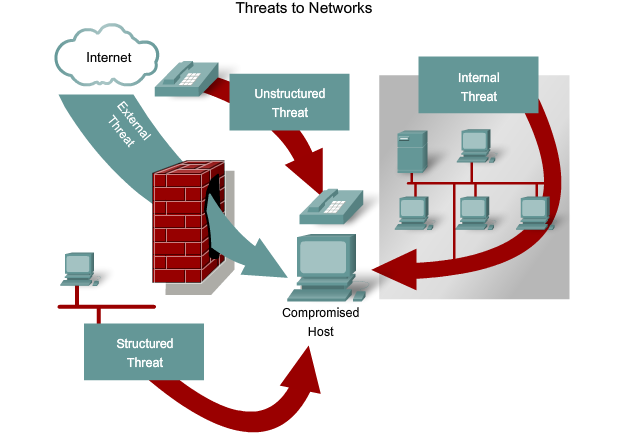 Threats to Networks
Internet
External
Threat
Unstructured
Threat
Internal
Threat
Compromised
Host
Structured
Threat